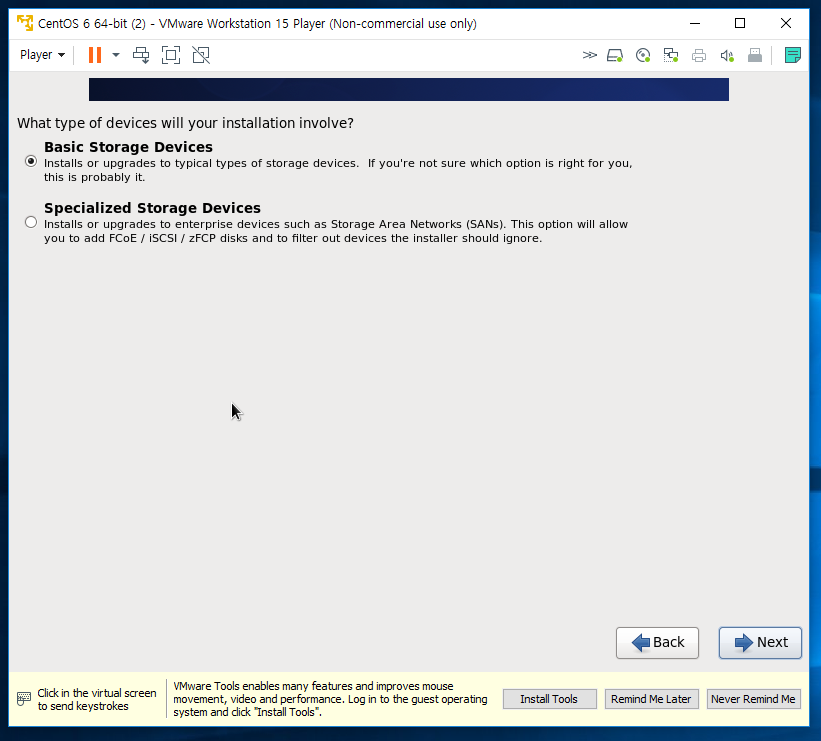 CentOS 6 64-bit (2) - VMware Workstation 15 Player (Non-commercial use only)
Player
What type of devices will your installation involve?
Basic Storage Devices
Installs or upgrades to typical types of storage devices.  If you're not sure which option is right for you,
this is probably it.
Specialized Storage Devices
Installs or upgrades to enterprise devices such as Storage Area Networks (SANs). This option will allow
you to add FCoE / iSCSI / zFCP disks and to filter out devices the installer should ignore.
Back
Next
Click in the virtual screen
to send keystrokes
VMware Tools enables many features and improves mouse
movement, video and performance. Log in to the guest operating
system and click "Install Tools".
Install Tools
Remind Me Later
Never Remind Me